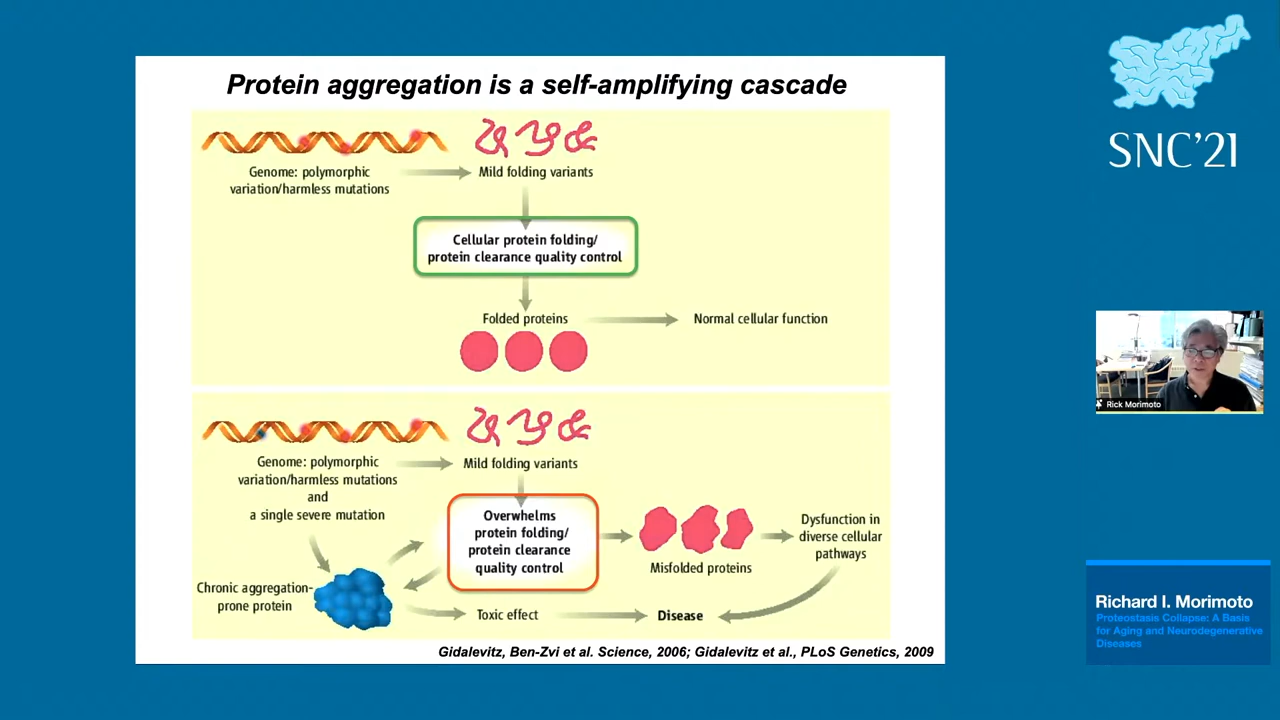 Protein aggregation is a self-amplifying cascade
Genome: polymorphic
variation/harmless mutations
Mild folding variants
Cellular protein folding/
protein clearance quality control
Folded proteins
Normal cellular function
Genome: polymorphic
variation/harmless mutations
and
a single severe mutation
Mild folding variants
Overwhelms
protein folding/
protein clearance
quality control
Misfolded proteins
Dysfunction in
diverse cellular
pathways
Chronic aggregation-
prone protein
Toxic effect
Disease
Gidalevitz, Ben-Zvi et al. Science, 2006; Gidalevitz et al., PLoS Genetics, 2009
SNC'21
Rick Morimoto
Richard I. Morimoto
Proteostasis Collapse: A Basis
for Aging and Neurodegenerative
Diseases